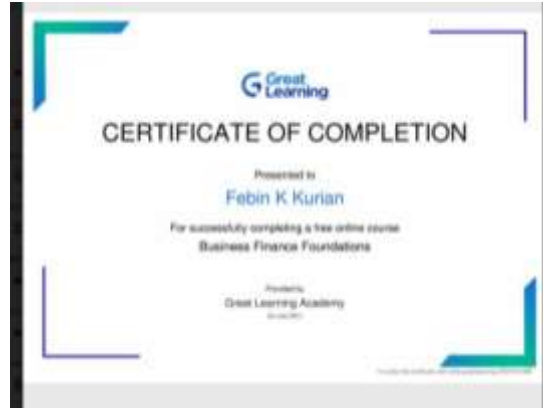 Great
Learning
CERTIFICATE OF COMPLETION
Presented to
Febin K Kurian
For successfully completing a free online course
Business Finance Foundations
Provided by
Great Learning Academy